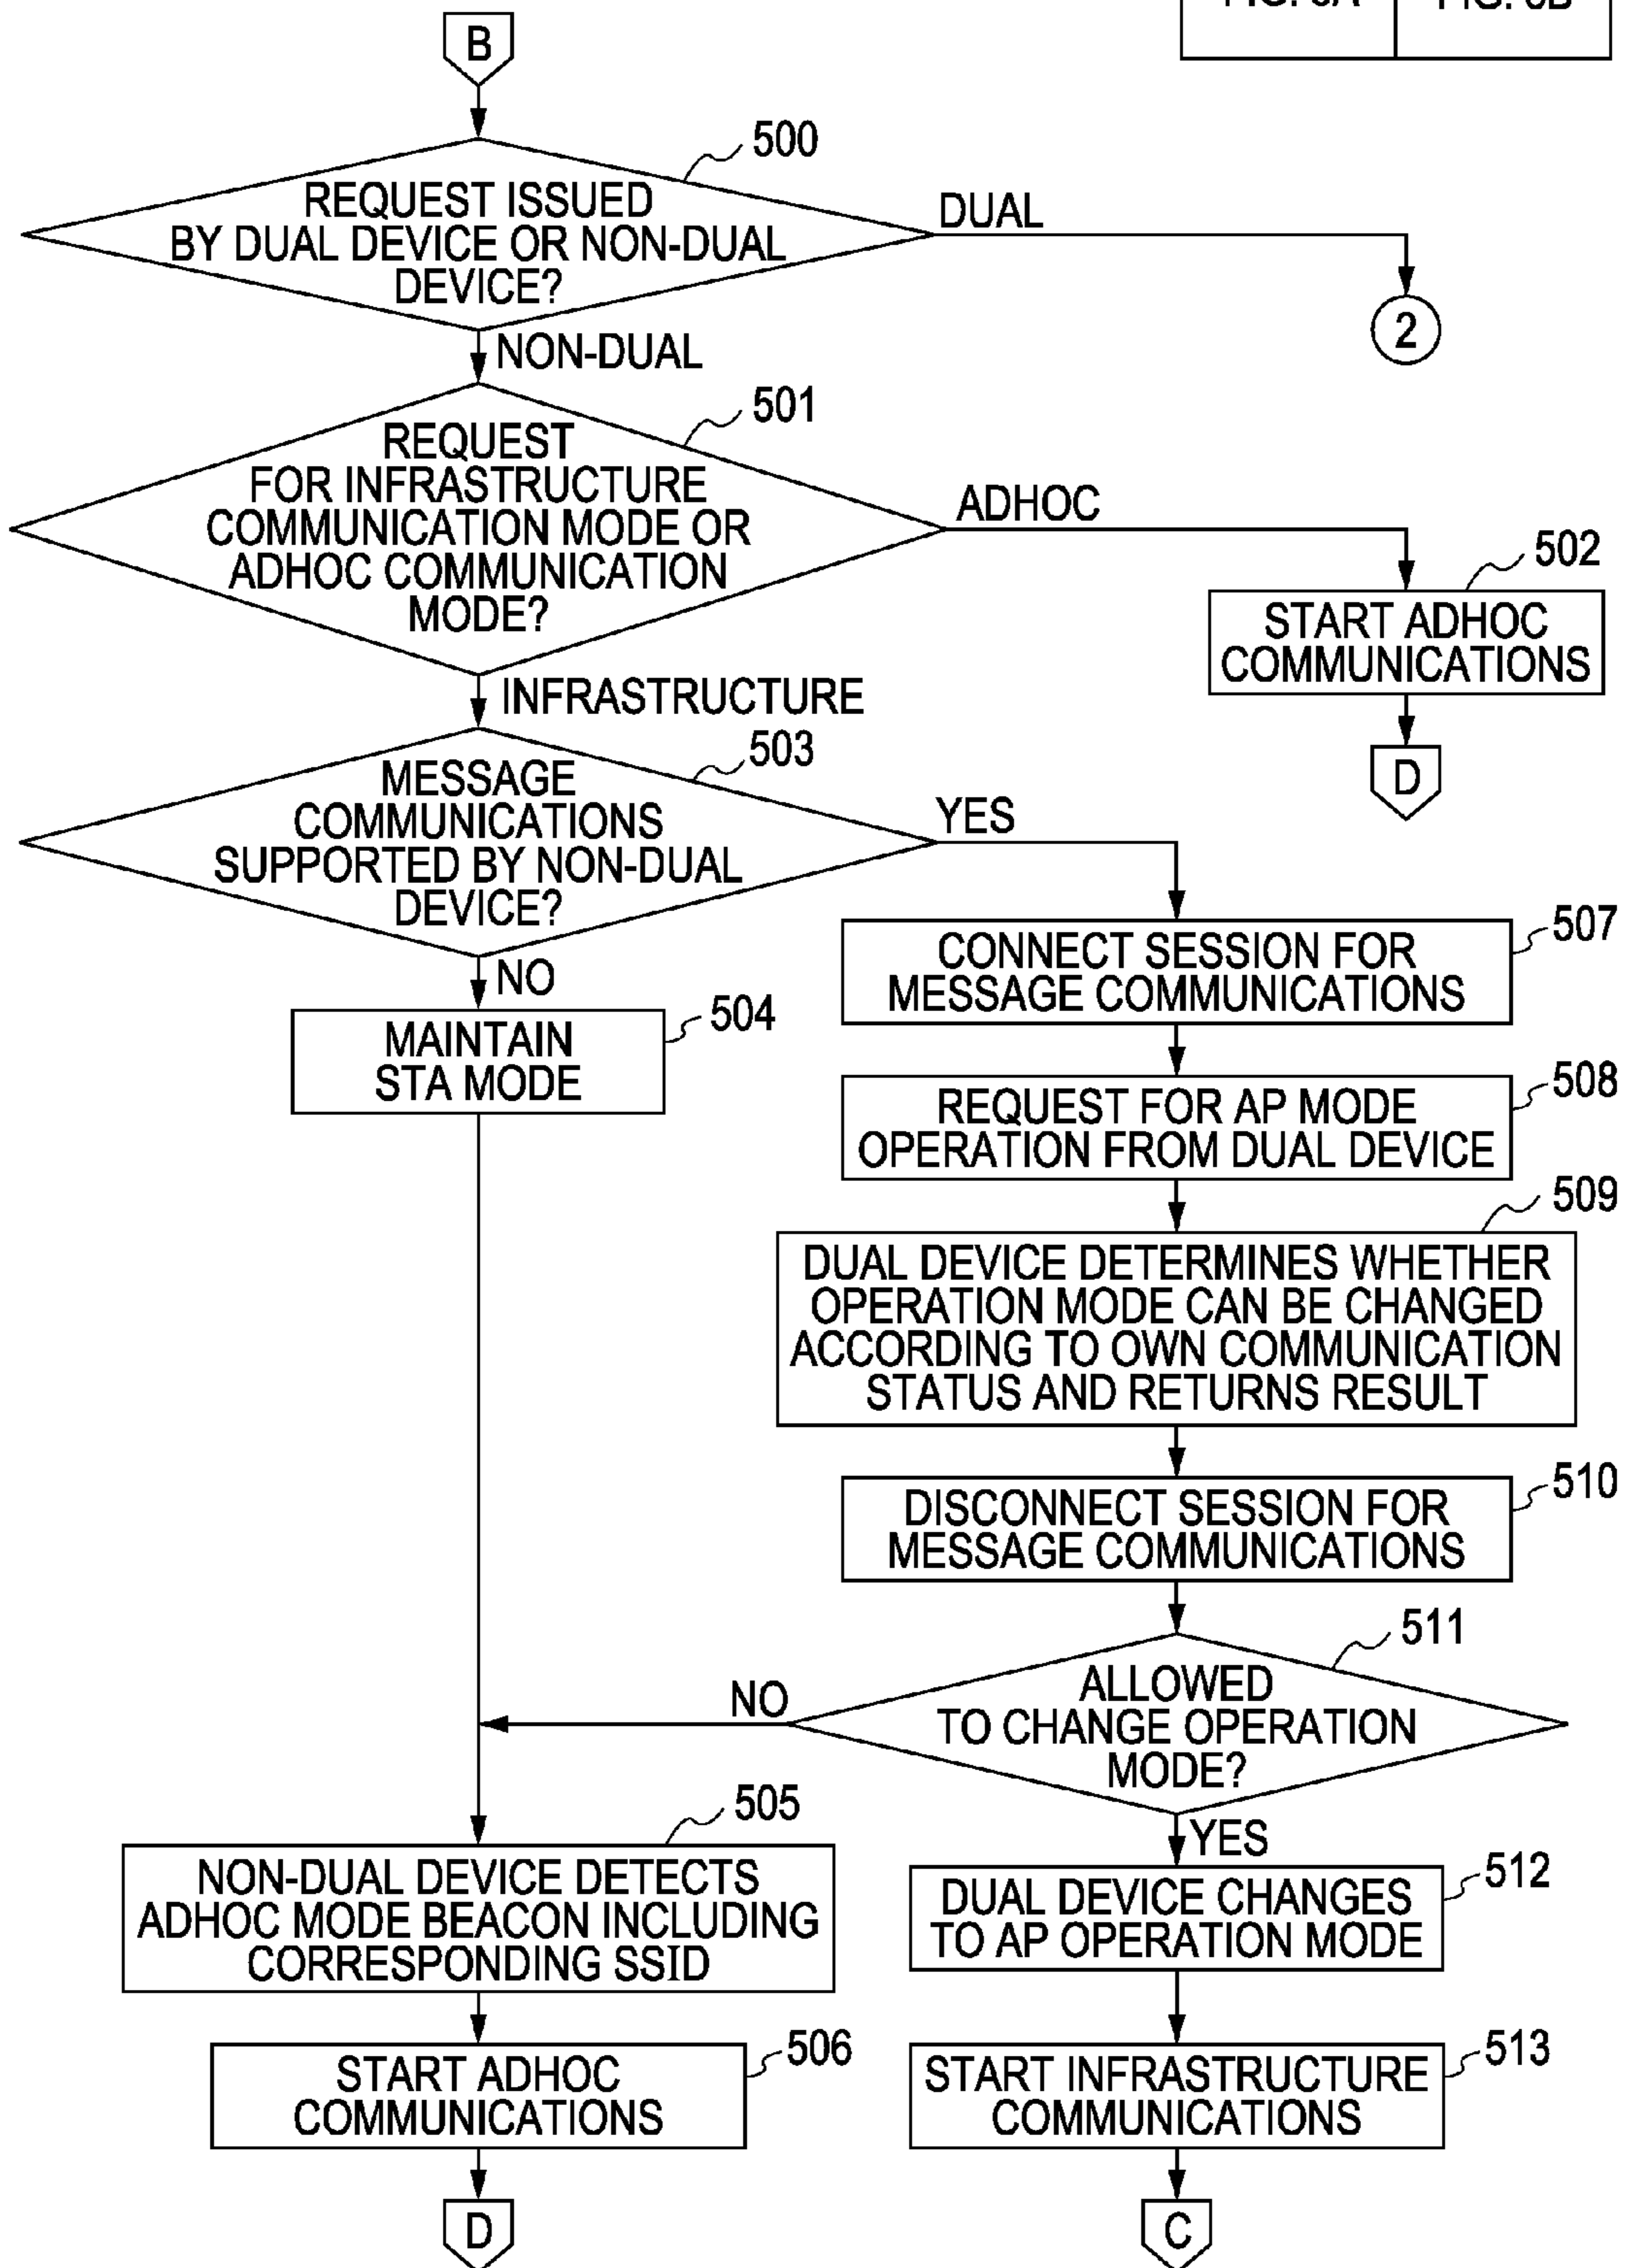 B
500
REQUEST ISSUED
BY DUAL DEVICE OR NON-DUAL
DEVICE?
DUAL
2
NON-DUAL
501
REQUEST
FOR INFRASTRUCTURE
COMMUNICATION MODE OR
ADHOC COMMUNICATION
MODE?
ADHOC
502
START ADHOC
COMMUNICATIONS
D
INFRASTRUCTURE
503
MESSAGE
COMMUNICATIONS
SUPPORTED BY NON-DUAL
DEVICE?
YES
NO
504
MAINTAIN
STA MODE
507
CONNECT SESSION FOR
MESSAGE COMMUNICATIONS
508
REQUEST FOR AP MODE
OPERATION FROM DUAL DEVICE
509
DUAL DEVICE DETERMINES WHETHER
OPERATION MODE CAN BE CHANGED
ACCORDING TO OWN COMMUNICATION
STATUS AND RETURNS RESULT
510
DISCONNECT SESSION FOR
MESSAGE COMMUNICATIONS
511
ALLOWED
TO CHANGE OPERATION
MODE?
NO
YES
505
NON-DUAL DEVICE DETECTS
ADHOC MODE BEACON INCLUDING
CORRESPONDING SSID
506
START ADHOC
COMMUNICATIONS
D
512
DUAL DEVICE CHANGES
TO AP OPERATION MODE
513
START INFRASTRUCTURE
COMMUNICATIONS
C